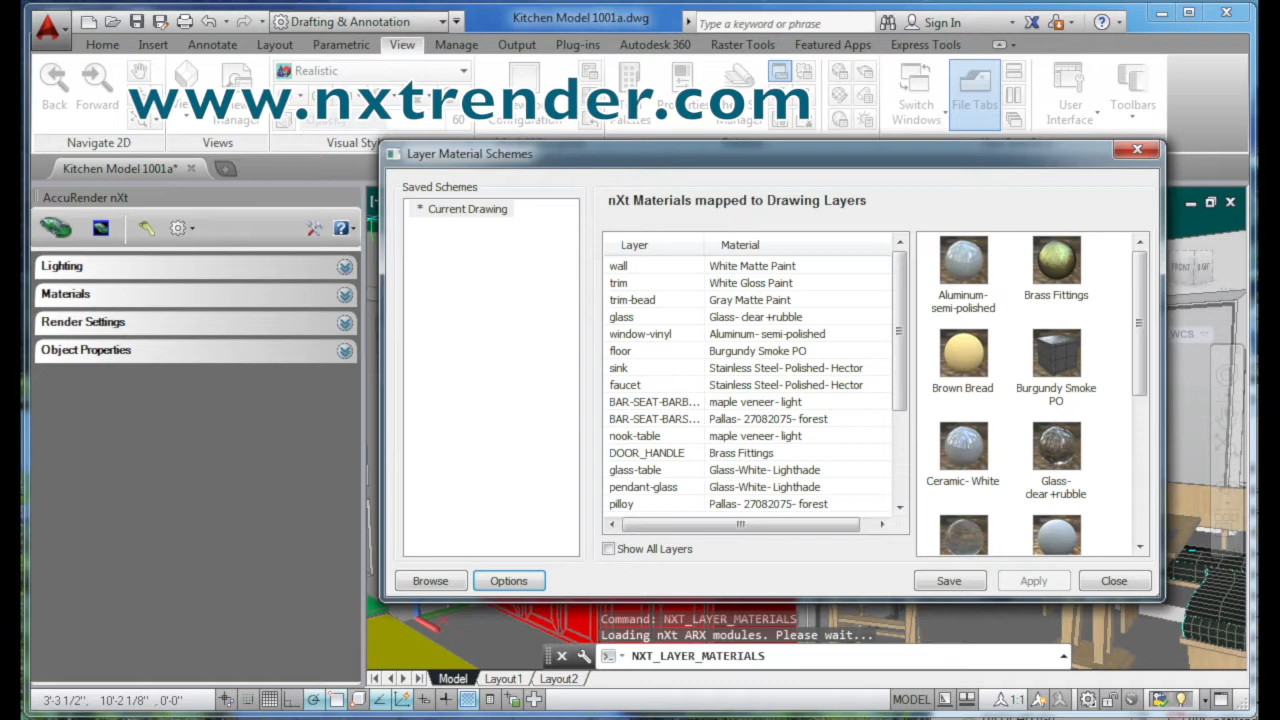 Drafting & Annotation
Kitchen Model 1001a.dwg
Type a keyword or phrase
Sign In
Home Insert Annotate Layout Parametric View Manage Output Plug-ins Autodesk 360 Raster Tools Featured Apps Express Tools
Realistic
www.nxtrender.com
Back Forward
Manager
60
Switch Windows
File Tabs
User Interface
Toolbars
Navigate 2D
Views
Kitchen Model 1001a*
AccuRender nXt
Lighting
Materials
Render Settings
Object Properties
Layer Material Schemes
Saved Schemes
* Current Drawing
nXt Materials mapped to Drawing Layers
Layer Material
wall White Matte Paint
trim White Gloss Paint
trim-bead Gray Matte Paint
glass Glass- clear +rubble
window-vinyl Aluminum- semi-polished
floor Burgundy Smoke PO
sink Stainless Steel- Polished- Hector
faucet Stainless Steel- Polished- Hector
BAR-SEAT-BARB... maple veneer- light
BAR-SEAT-BARS... Pallas- 27082075- forest
nook-table maple veneer- light
DOOR_HANDLE Brass Fittings
glass-table Glass-White- Lighthade
pendant-glass Glass-White- Lighthade
pilloy Pallas- 27082075- forest
Show All Layers
Aluminum-
semi-polished
Brass Fittings
Brown Bread
Burgundy Smoke
PO
Ceramic- White
Glass-
clear +rubble
Browse Options Save Apply Close
WCS
Command: NXT_LAYER_MATERIALS
Loading nXt ARX modules. Please wait...
NXT_LAYER_MATERIALS
Model Layout1 Layout2
3'-3 1/2", 10'-2 1/8" , 0'-0"
MODEL
1:1